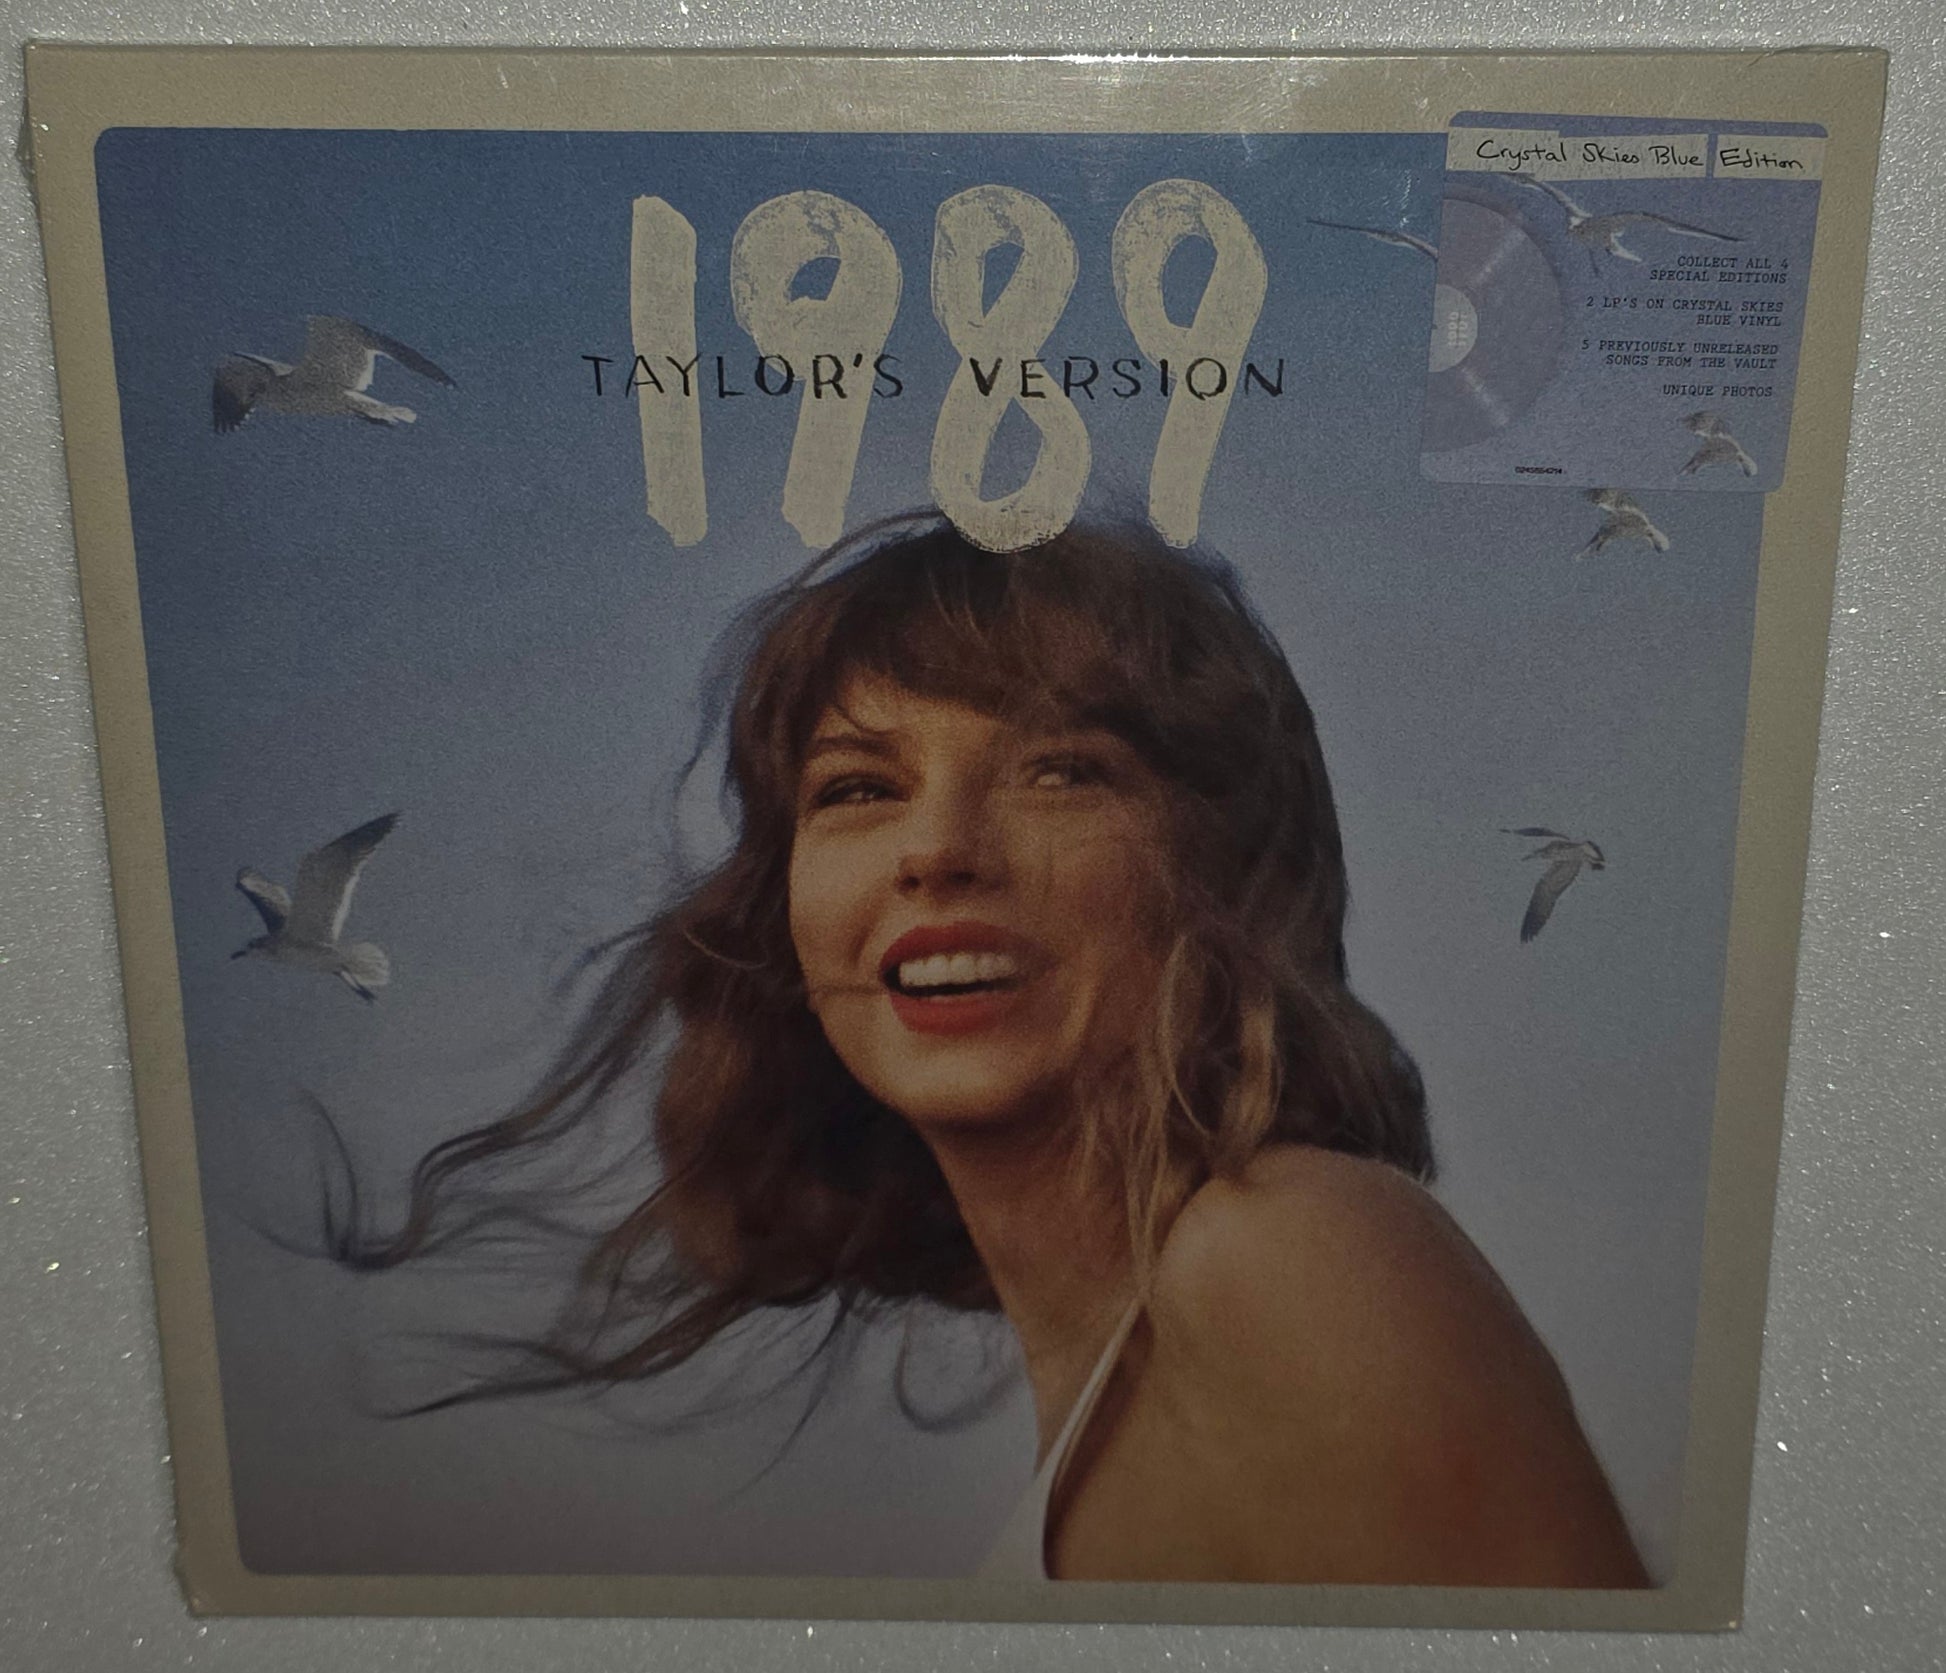 1989
TAYLOR'S VERSION
Crystal Skies Blue Edition
COLLECT ALL 4
SPECIAL EDITIONS
2 LP'S ON CRYSTAL SKIES
BLUE VINYL
5 PREVIOUSLY UNRELEASED
SONGS FROM THE VAULT
UNIQUE PHOTOS